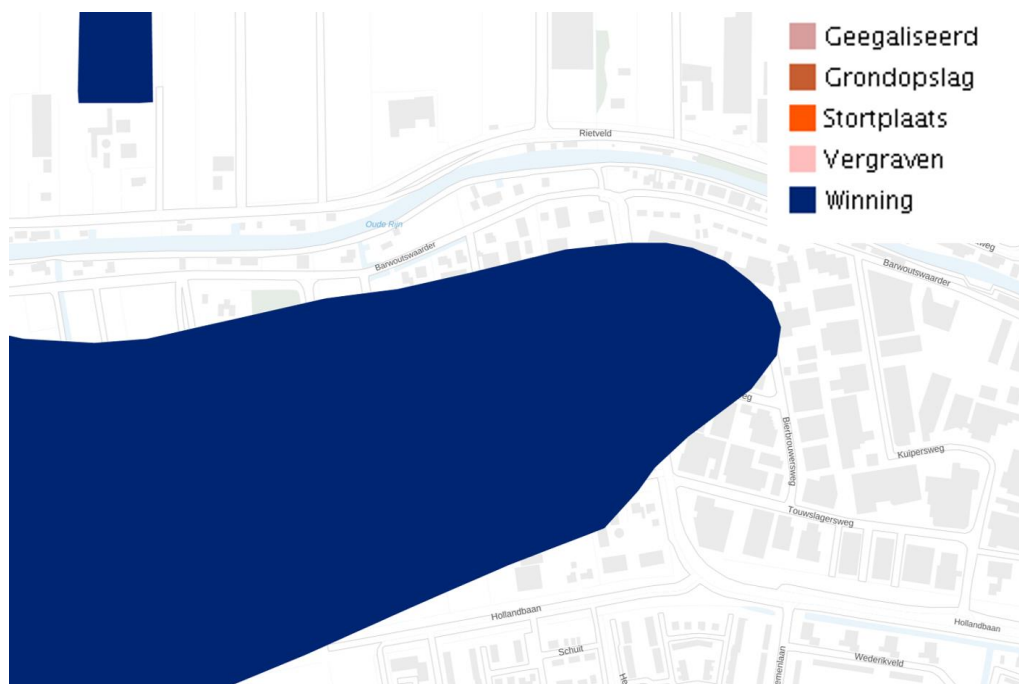 Geegaliseerd
Grondopslag
Stortplaats
Vergraven
Winning
Rietveld
Oude Rijn
Barwoutswaarder
Barwoutswaarder
Bierbrouwersweg
Kuipersweg
Touwslagersweg
Hollandbaan
Hollandbaan
Schuit
Wederikveld